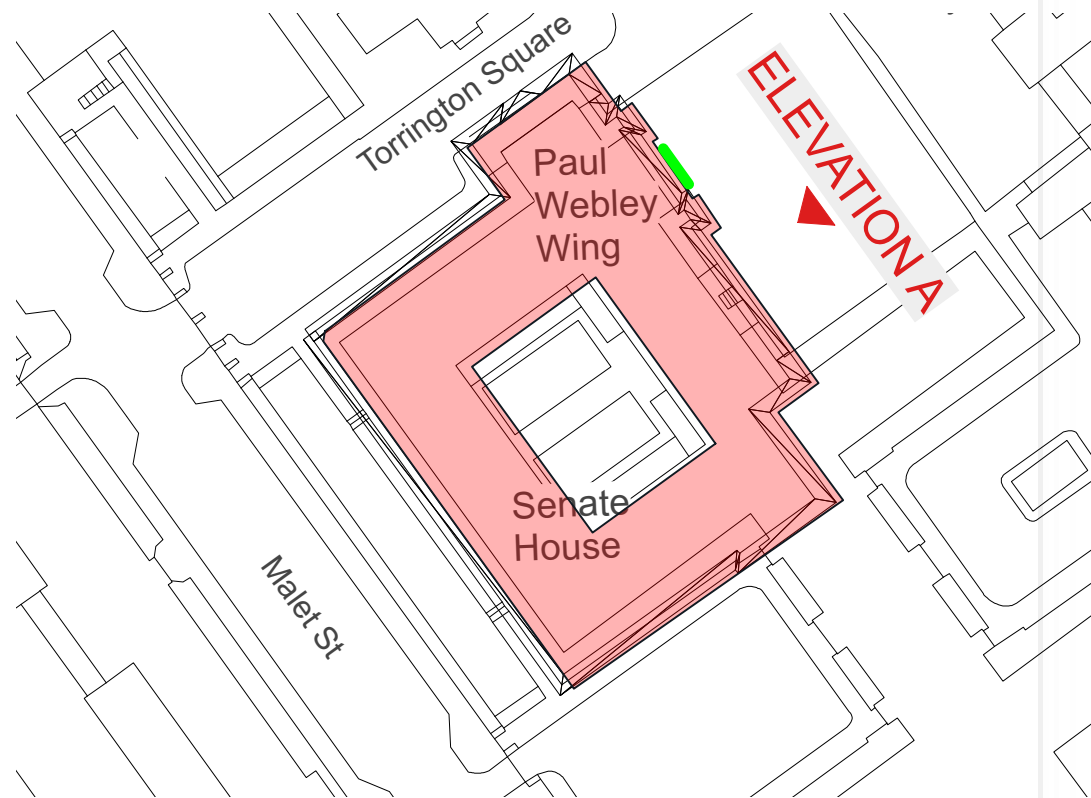 Torrington Square
ELEVATION A
Paul
Webley
Wing
Senate
House
Malet St